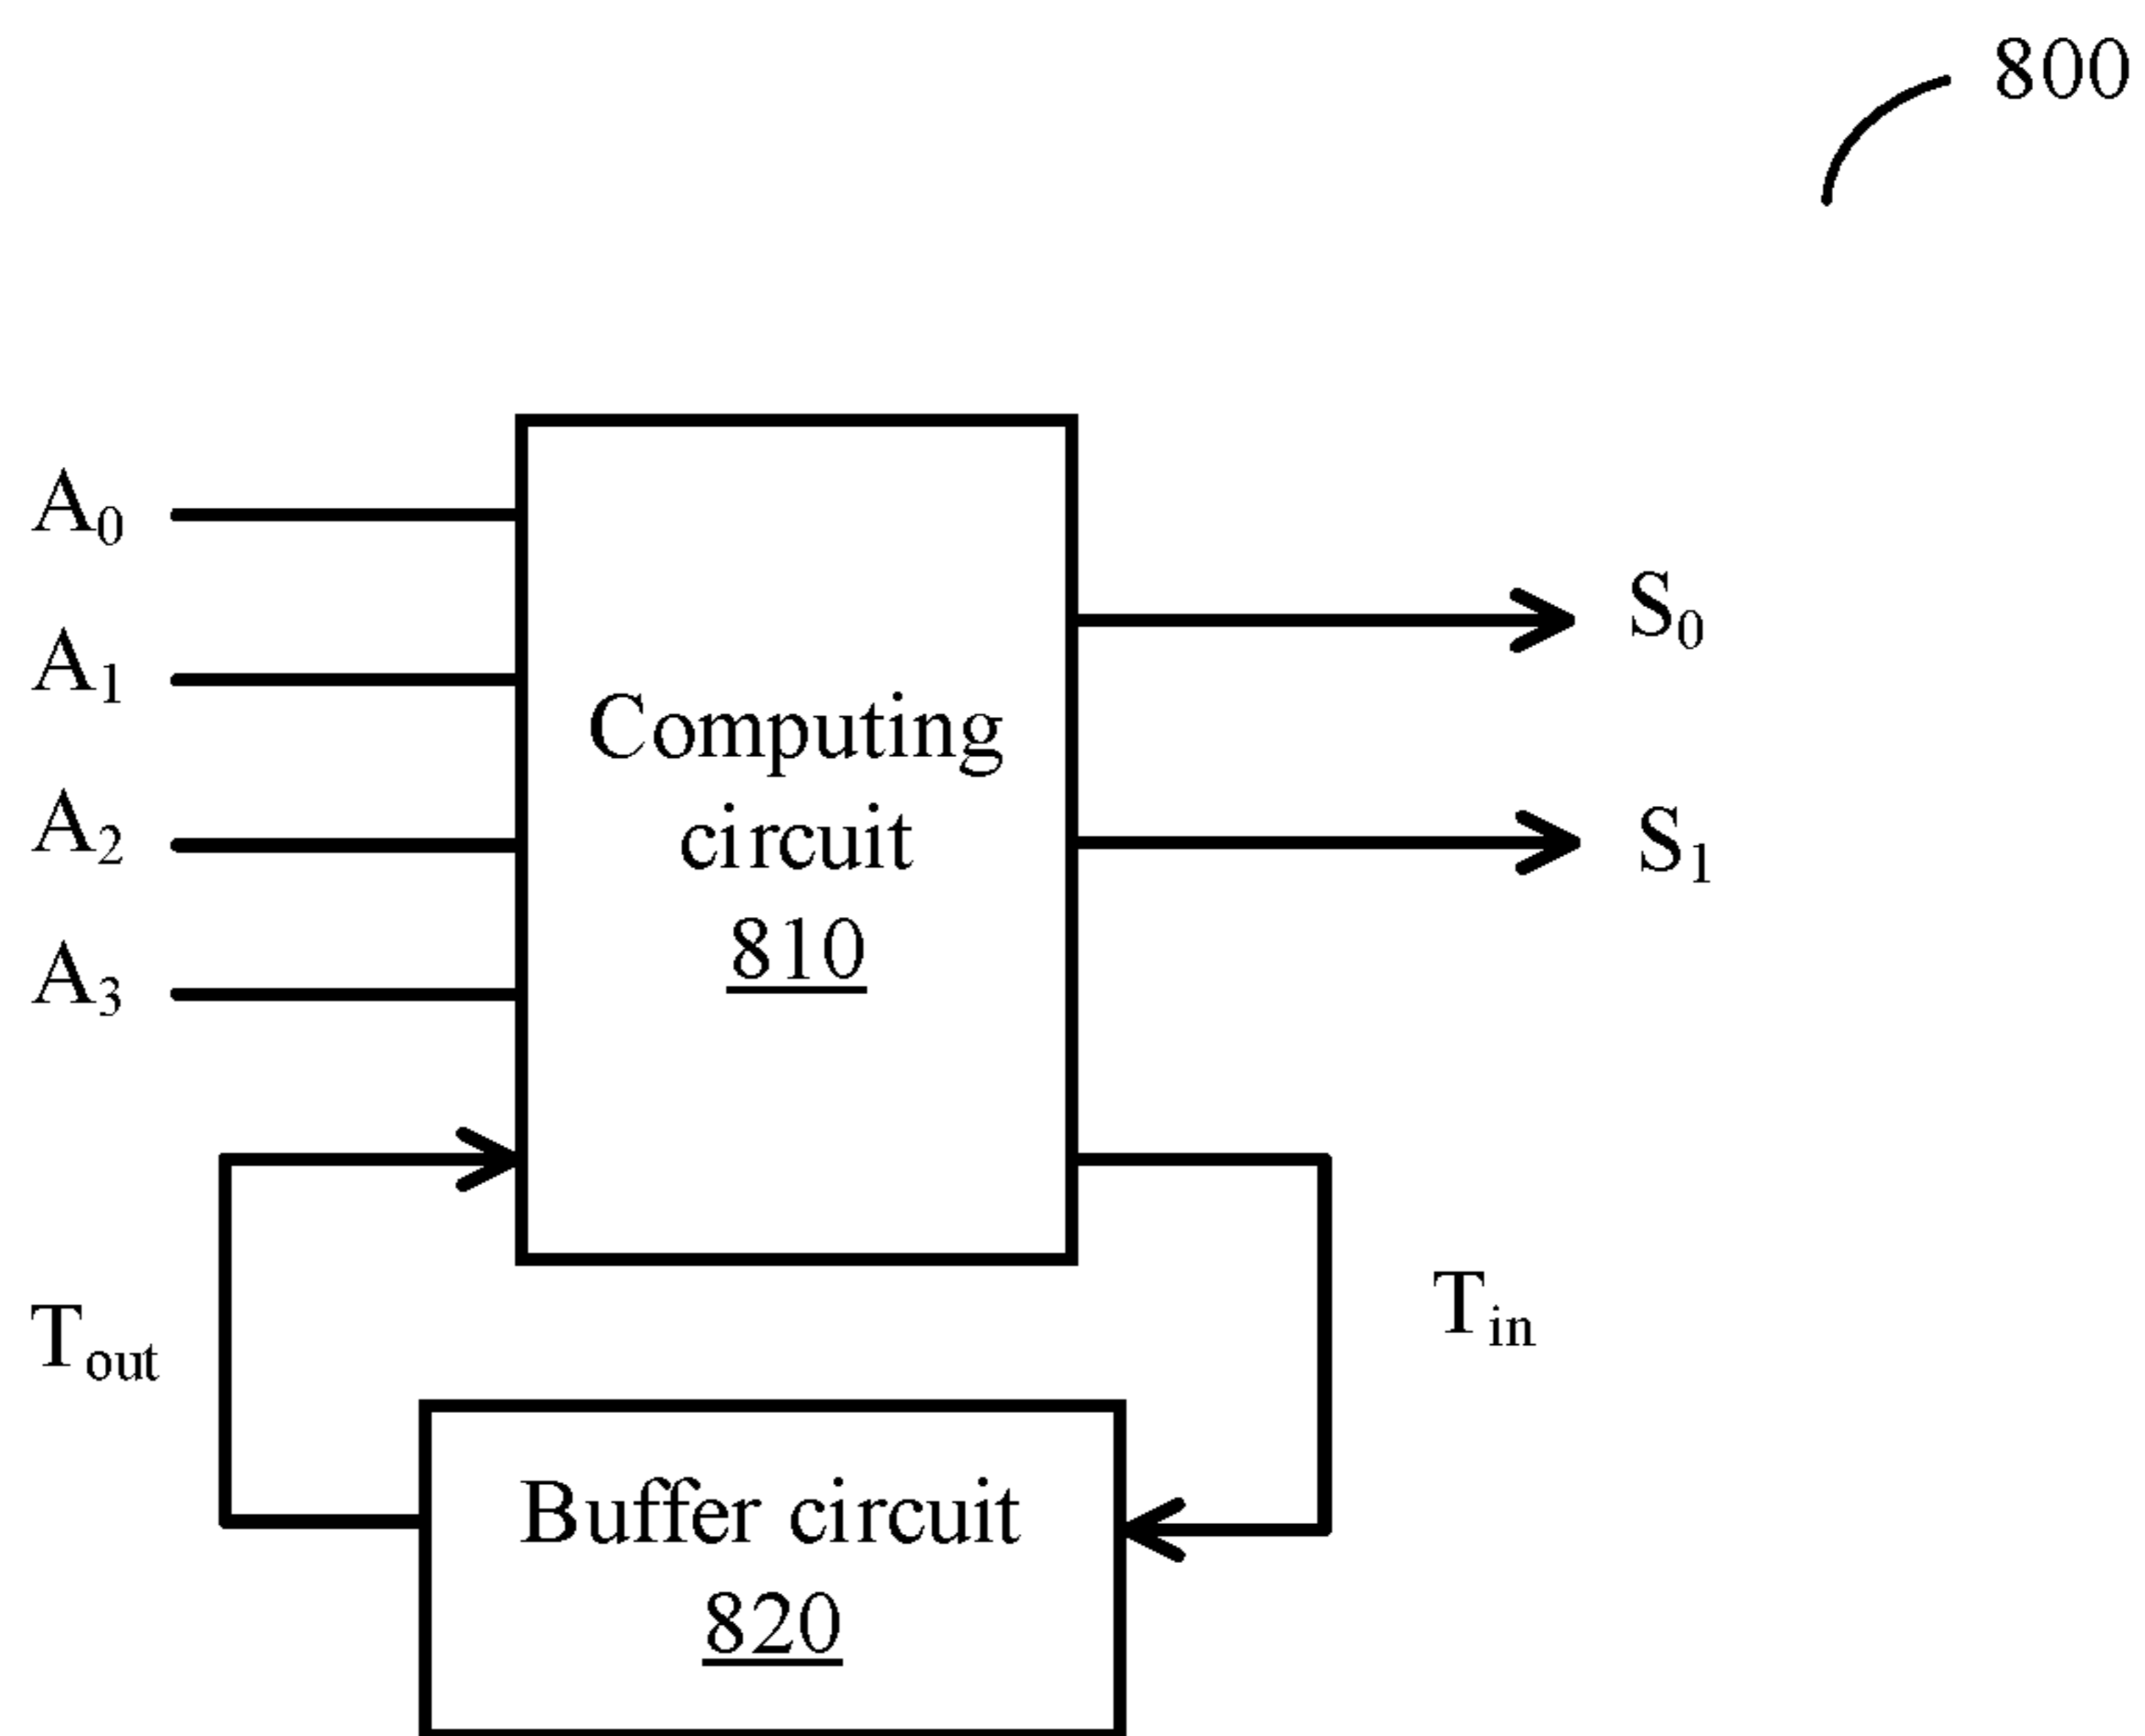 800
A₀
S₀
A₁
Computing
circuit
810
A₂
S₁
A₃
Tout
Tin
Buffer circuit
820